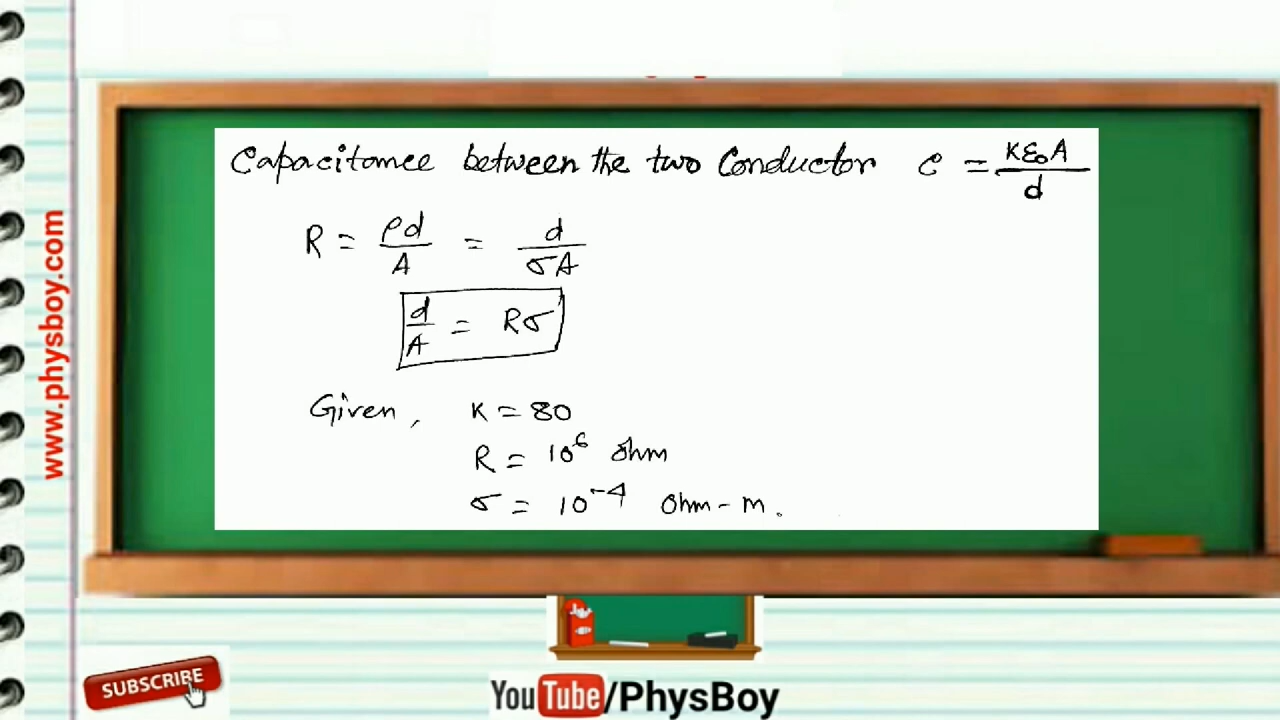 Capacitance between the two Conductor C = Kε₀A/d
R = ρd/A = d/σA
d/A = Rσ
Given, K = 80
R = 10⁶ ohm
σ = 10⁻⁴ ohm-m.
www.physboy.com
SUBSCRIBE
YouTube/PhysBoy